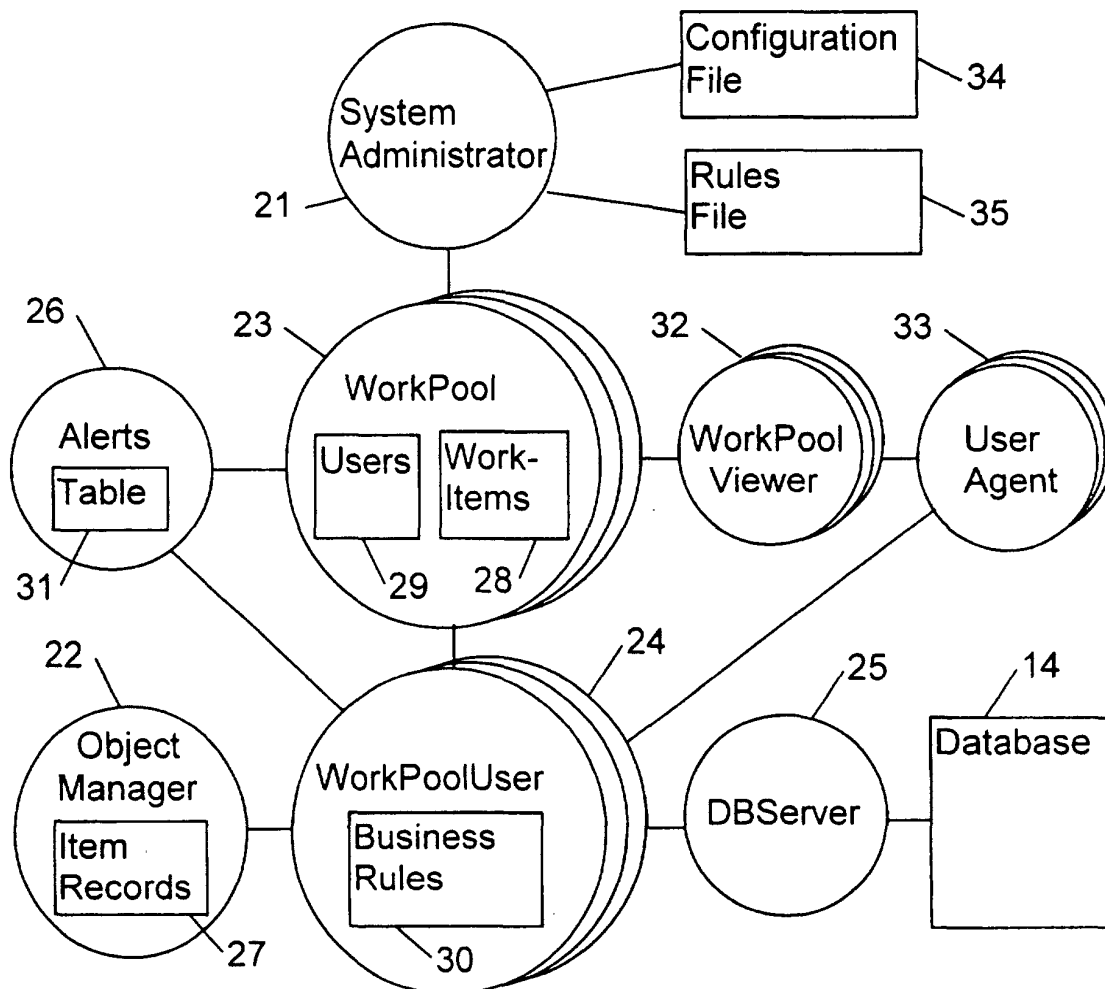 Configuration
File
34
System
Administrator
21
Rules
File
35
26
23
32
33
WorkPool
Alerts
Table
31
Users
Work-
Items
29
28
WorkPool
Viewer
User
Agent
22
24
25
14
Object
Manager
Item
Records
27
WorkPoolUser
Business
Rules
30
DBServer
Database